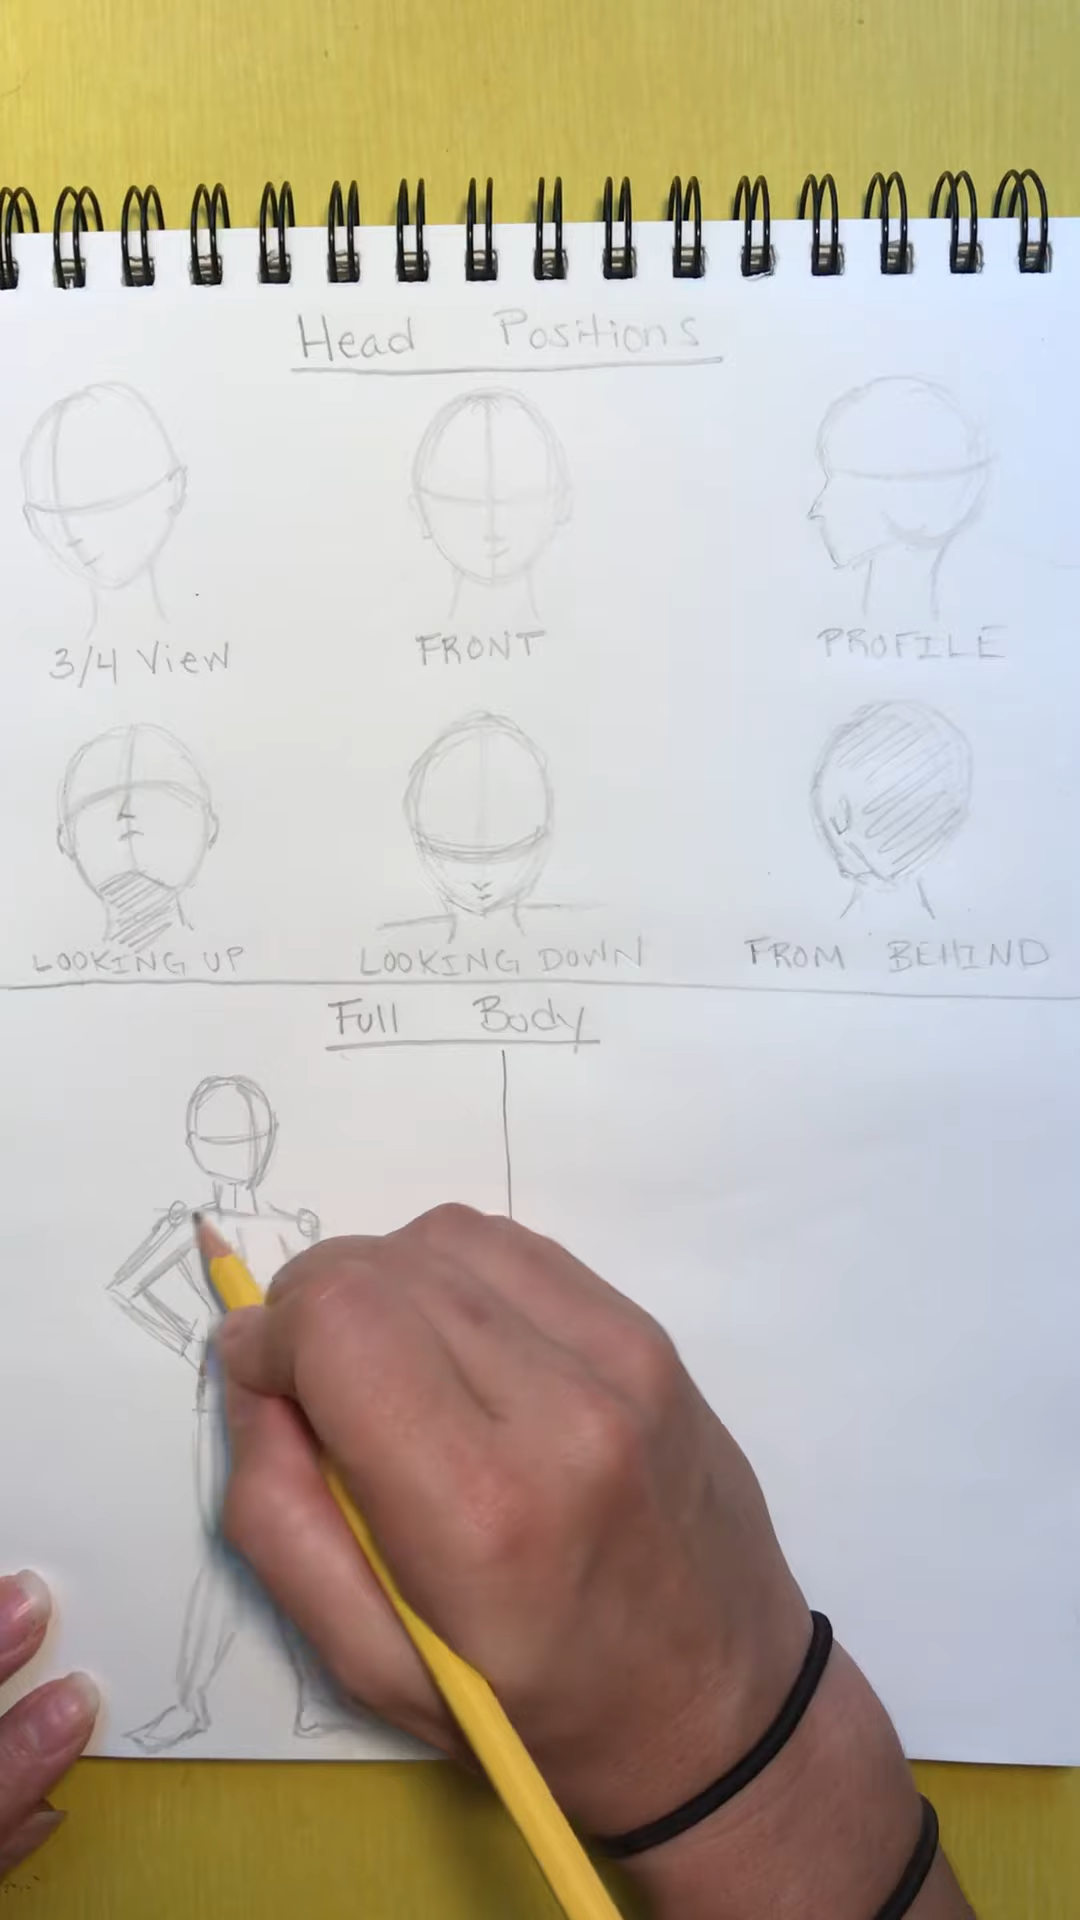 Head Positions
3/4 View
FRONT
PROFILE
LOOKING UP
LOOKING DOWN
FROM BEHIND
Full Body